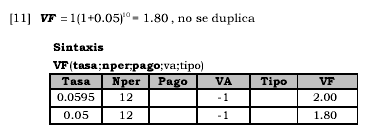 [11] VF = 1(1+0.05)¹⁰ = 1.80 , no se duplica
Sintaxis
VF(tasa;nper;pago;va;tipo)
Tasa Nper Pago VA Tipo VF
0.0595 12 -1 2.00
0.05 12 -1 1.80